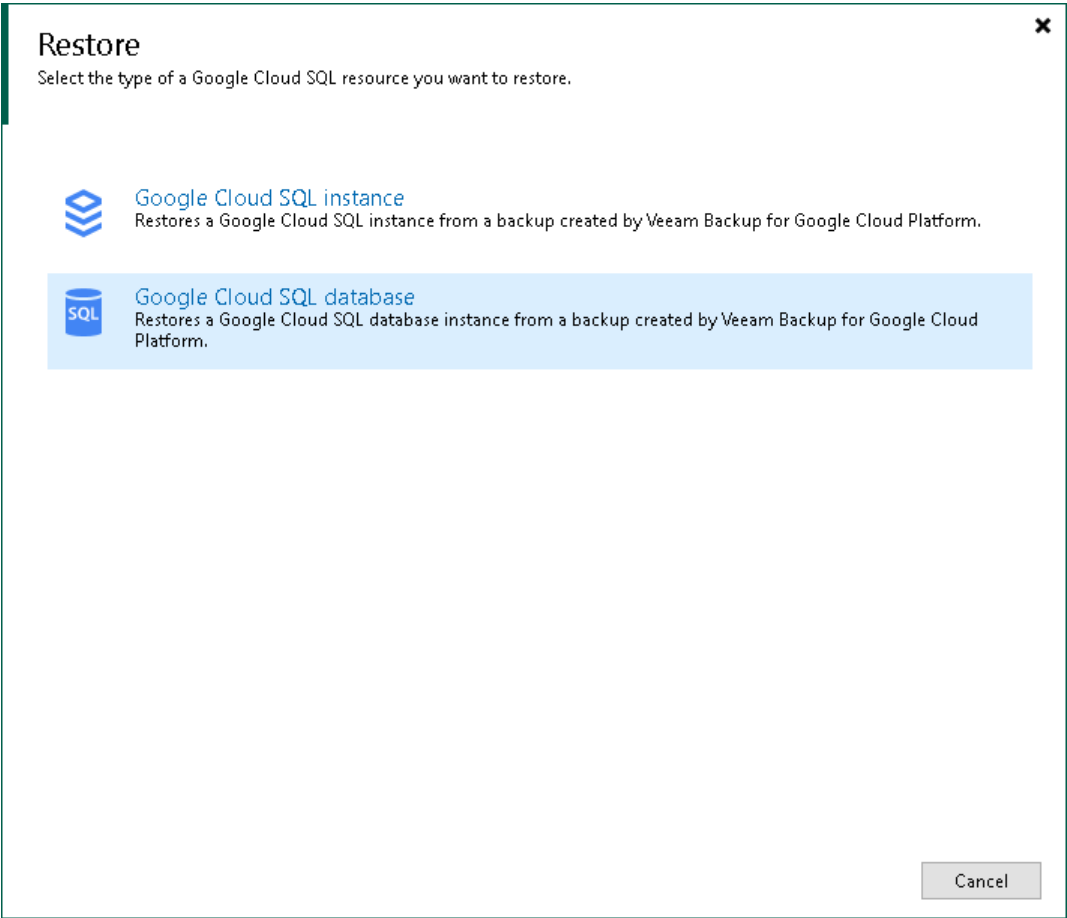 Restore
Select the type of a Google Cloud SQL resource you want to restore.
Google Cloud SQL instance
Restores a Google Cloud SQL instance from a backup created by Veeam Backup for Google Cloud Platform.
Google Cloud SQL database
SQL
Restores a Google Cloud SQL database instance from a backup created by Veeam Backup for Google Cloud
Platform.
Cancel